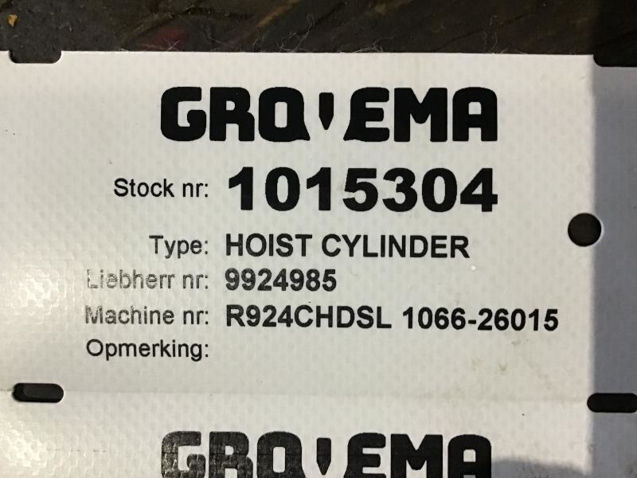 GROVEMA
Stock nr: 1015304
Type: HOIST CYLINDER
Liebherr nr: 9924985
Machine nr: R924CHDSL 1066-26015
Opmerking:
GROVEMA